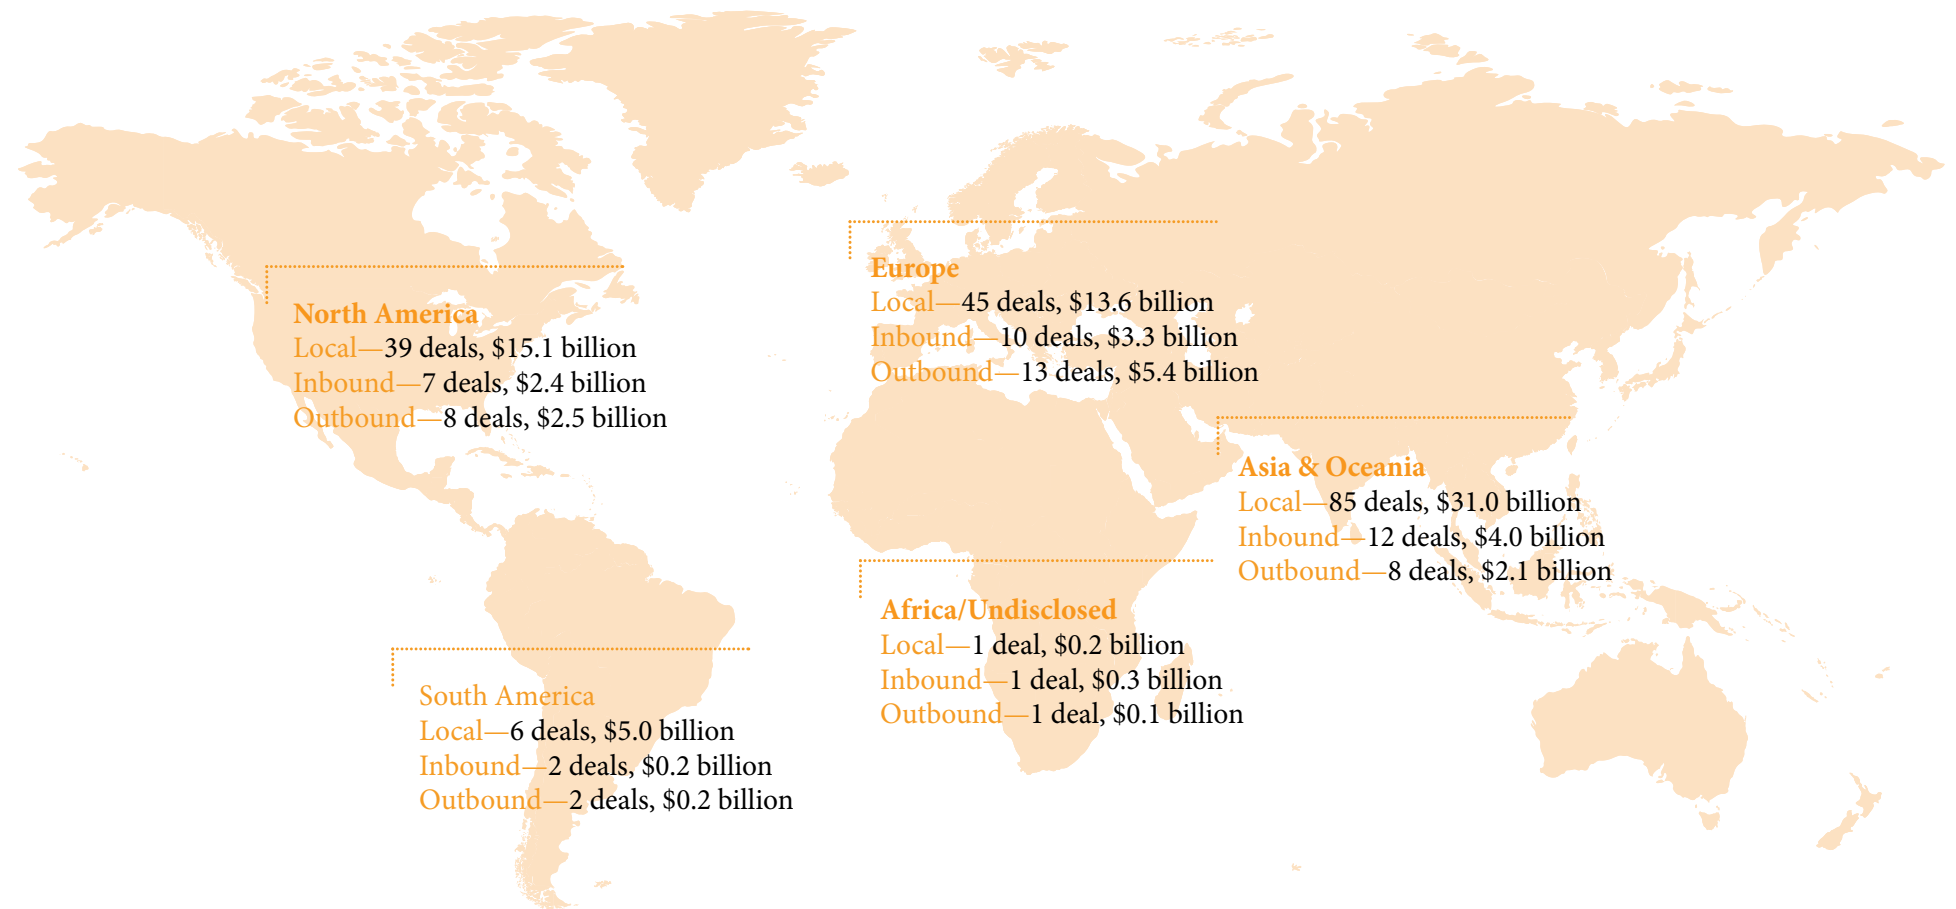 North America
Local—39 deals, $15.1 billion
Inbound—7 deals, $2.4 billion
Outbound—8 deals, $2.5 billion
Europe
Local—45 deals, $13.6 billion
Inbound—10 deals, $3.3 billion
Outbound—13 deals, $5.4 billion
Asia & Oceania
Local—85 deals, $31.0 billion
Inbound—12 deals, $4.0 billion
Outbound—8 deals, $2.1 billion
Africa/Undisclosed
Local—1 deal, $0.2 billion
Inbound—1 deal, $0.3 billion
Outbound—1 deal, $0.1 billion
South America
Local—6 deals, $5.0 billion
Inbound—2 deals, $0.2 billion
Outbound—2 deals, $0.2 billion